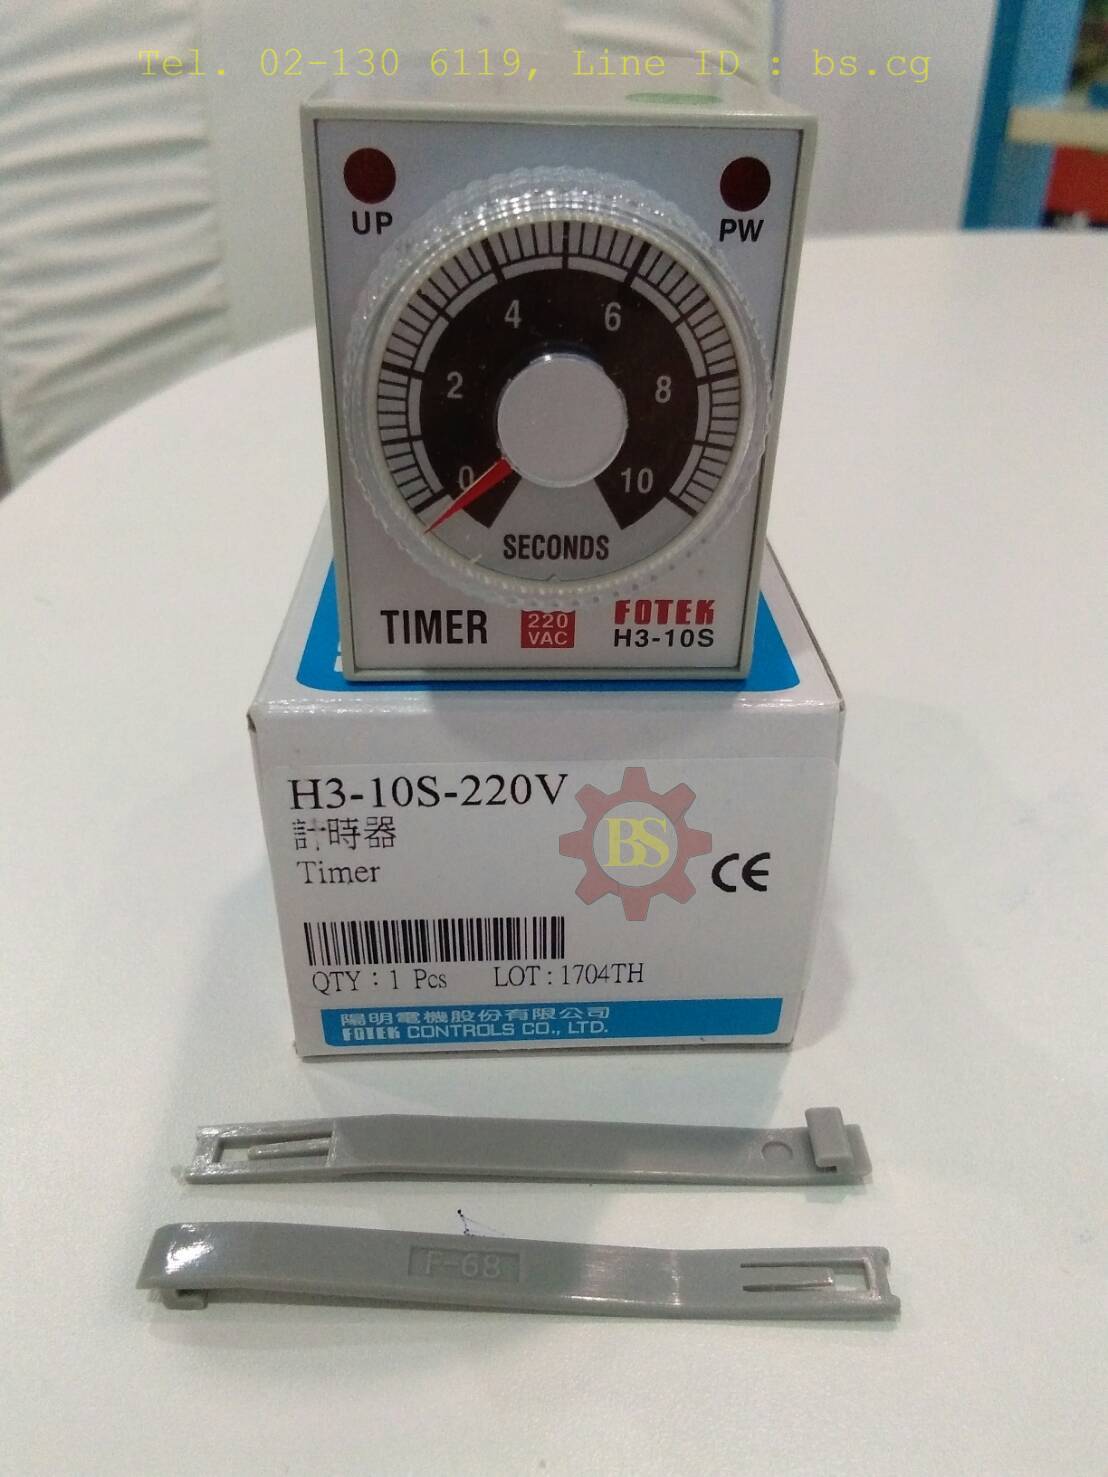 Tel. 02-130 6119, Line ID : bs.cg
UP
PW
4 6
2 8
0 10
SECONDS
TIMER
220
VAC
FOTEK
H3-10S
H3-10S-220V
計時器
Timer
BS
CE
QTY : 1 Pcs LOT : 1704TH
陽明電機股份有限公司
FOTEK CONTROLS CO., LTD.
F-68